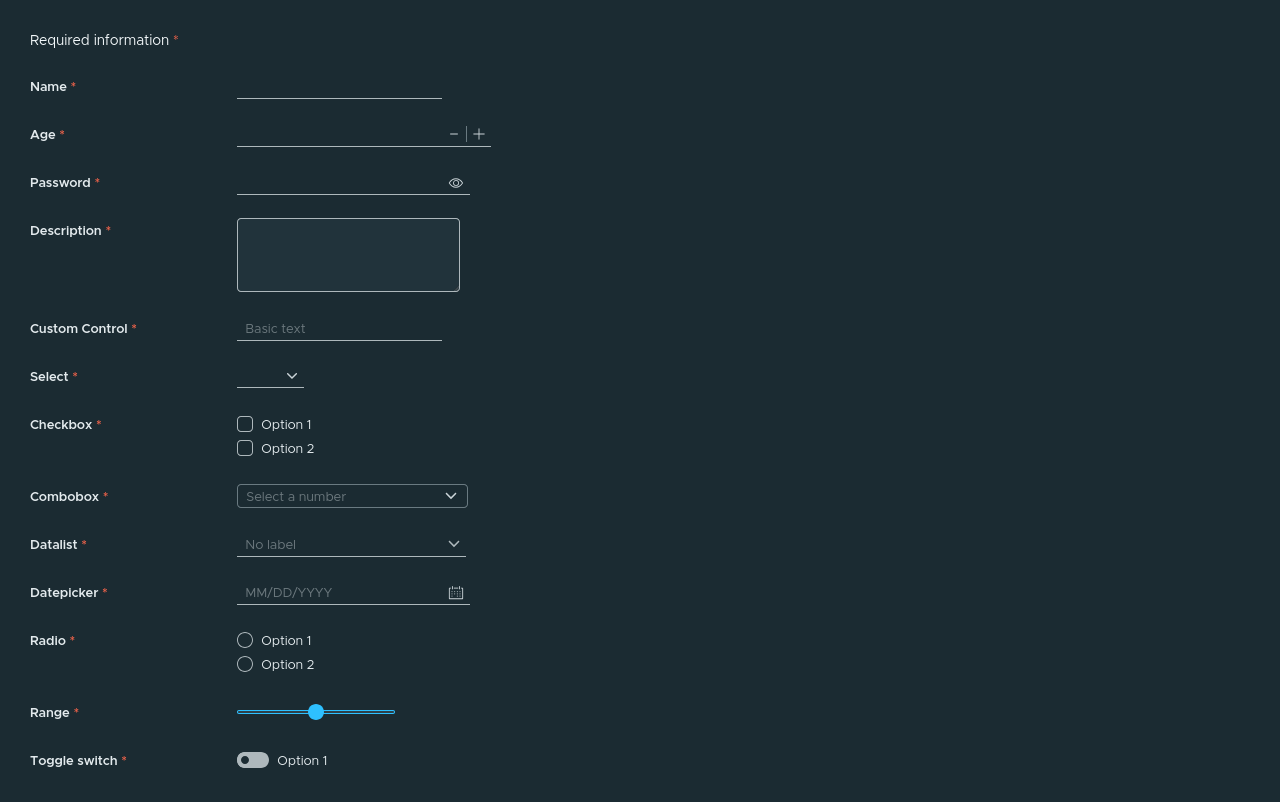 Required information *
Name *
Age *
Password *
Description *
Custom Control * Basic text
Select *
Checkbox * Option 1
Option 2
Combobox * Select a number
Datalist * No label
Datepicker * MM/DD/YYYY
Radio * Option 1
Option 2
Range *
Toggle switch * Option 1